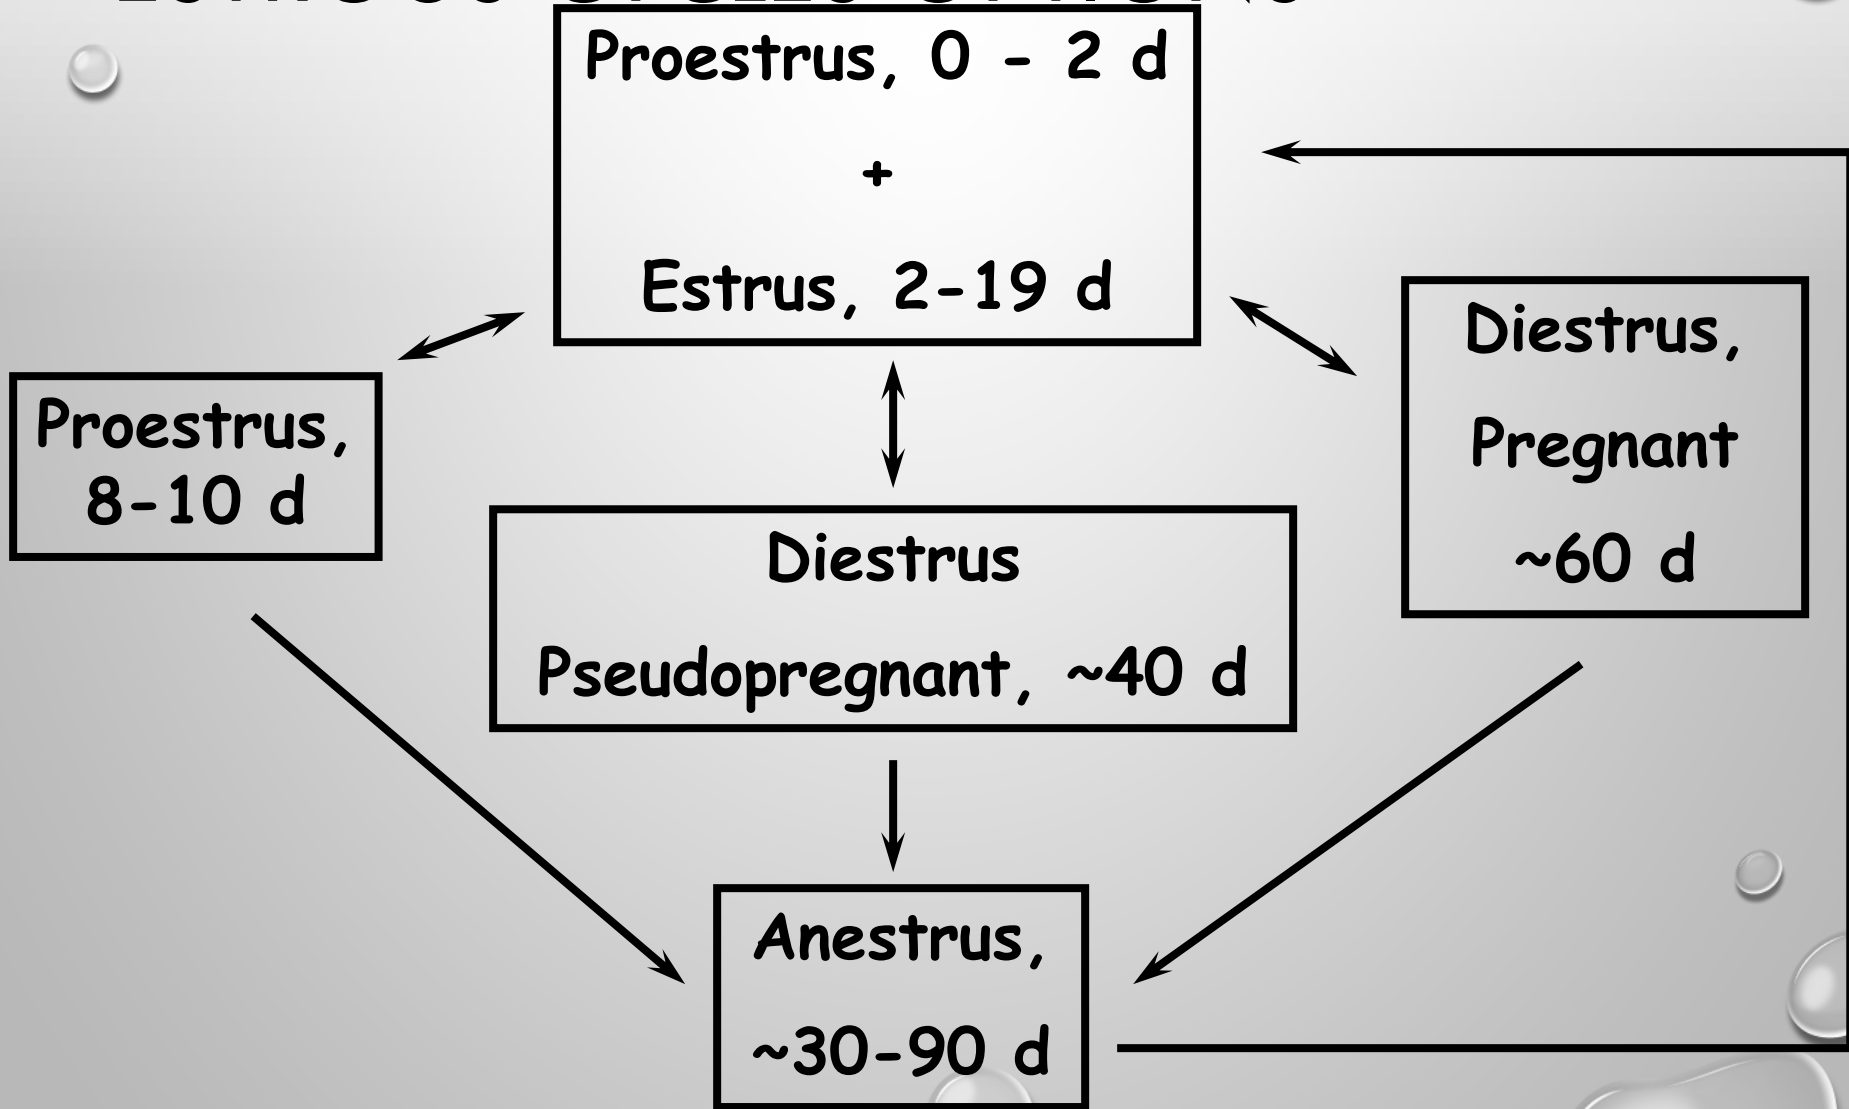 Proestrus, 0 - 2 d
+
Estrus, 2-19 d
Diestrus,
Pregnant
~60 d
Proestrus,
8-10 d
Diestrus
Pseudopregnant, ~40 d
Anestrus,
~30-90 d